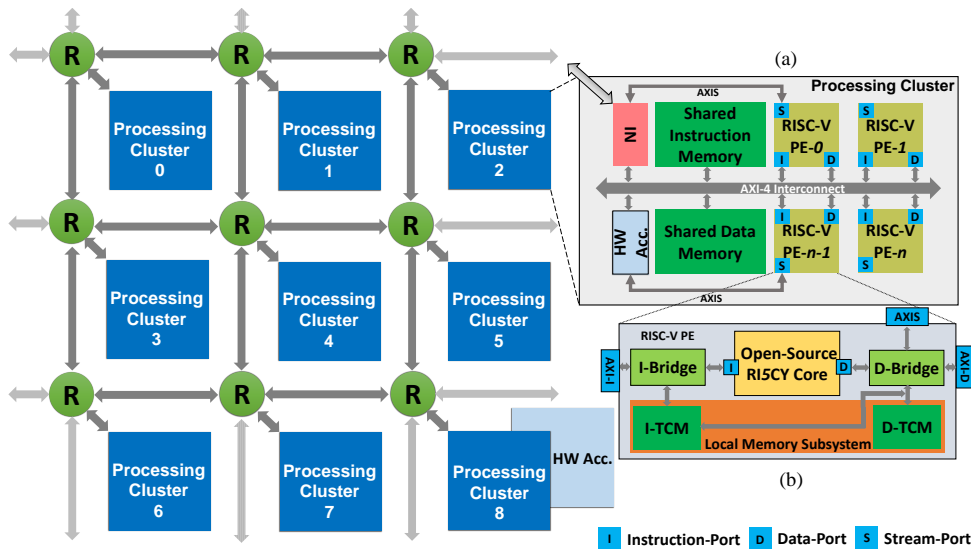 R
R
R
Processing
Cluster
0
Processing
Cluster
1
Processing
Cluster
2
R
R
R
Processing
Cluster
3
Processing
Cluster
4
Processing
Cluster
5
R
R
R
Processing
Cluster
6
Processing
Cluster
7
Processing
Cluster
8
HW Acc.
(a)
Processing Cluster
AXIS
NI
Shared
Instruction
Memory
S
RISC-V
PE-0
I
D
S
RISC-V
PE-1
I
D
AXI-4 Interconnect
HW
Acc.
Shared Data
Memory
I
D
RISC-V
PE-n-1
S
I
D
RISC-V
PE-n
S
AXIS
AXIS
RISC-V PE
AXI-I
I-Bridge
I
Open-Source
RI5CY Core
D
D-Bridge
AXI-D
I-TCM
D-TCM
Local Memory Subsystem
(b)
I Instruction-Port
D Data-Port
S Stream-Port